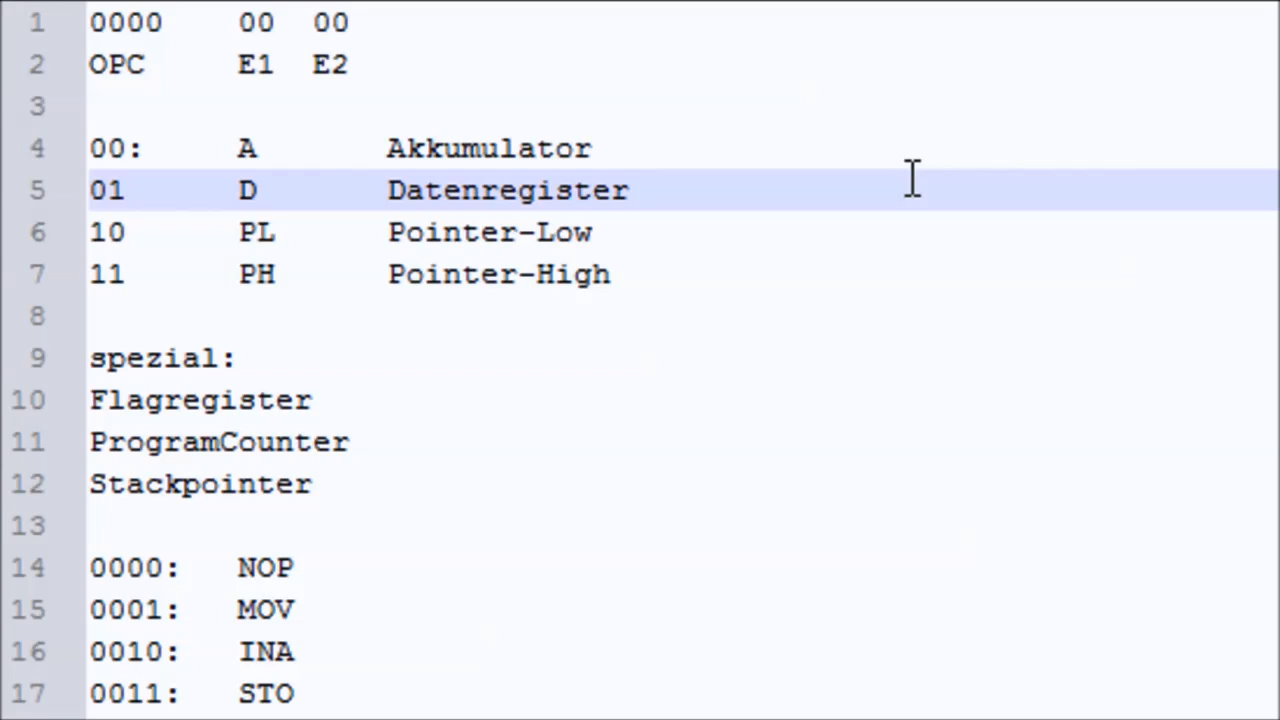 1 0000 00 00
2 OPC E1 E2
3
4 00: A Akkumulator
5 01 D Datenregister
6 10 PL Pointer-Low
7 11 PH Pointer-High
8
9 spezial:
10 Flagregister
11 ProgramCounter
12 Stackpointer
13
14 0000: NOP
15 0001: MOV
16 0010: INA
17 0011: STO